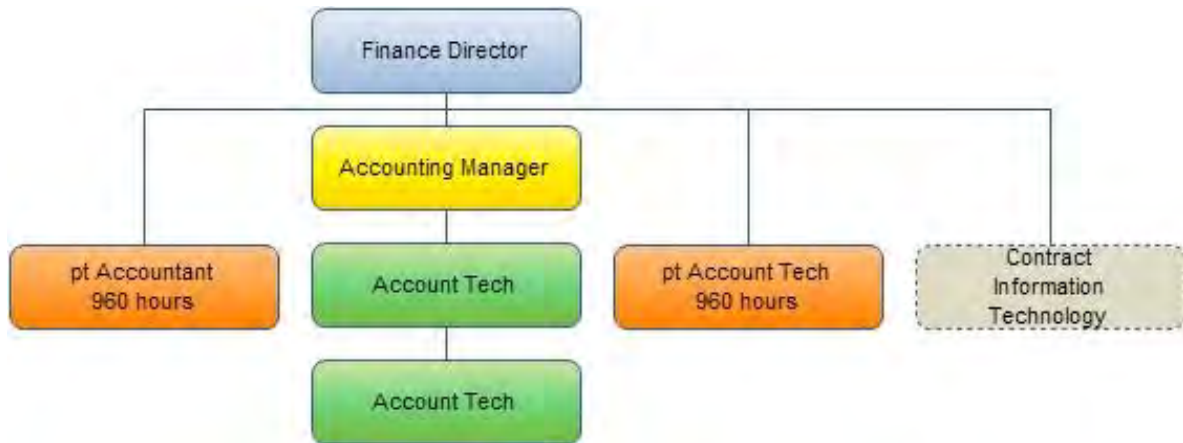 Finance Director
Accounting Manager
pt Accountant
960 hours
Account Tech
pt Account Tech
960 hours
Contract
Information
Technology
Account Tech